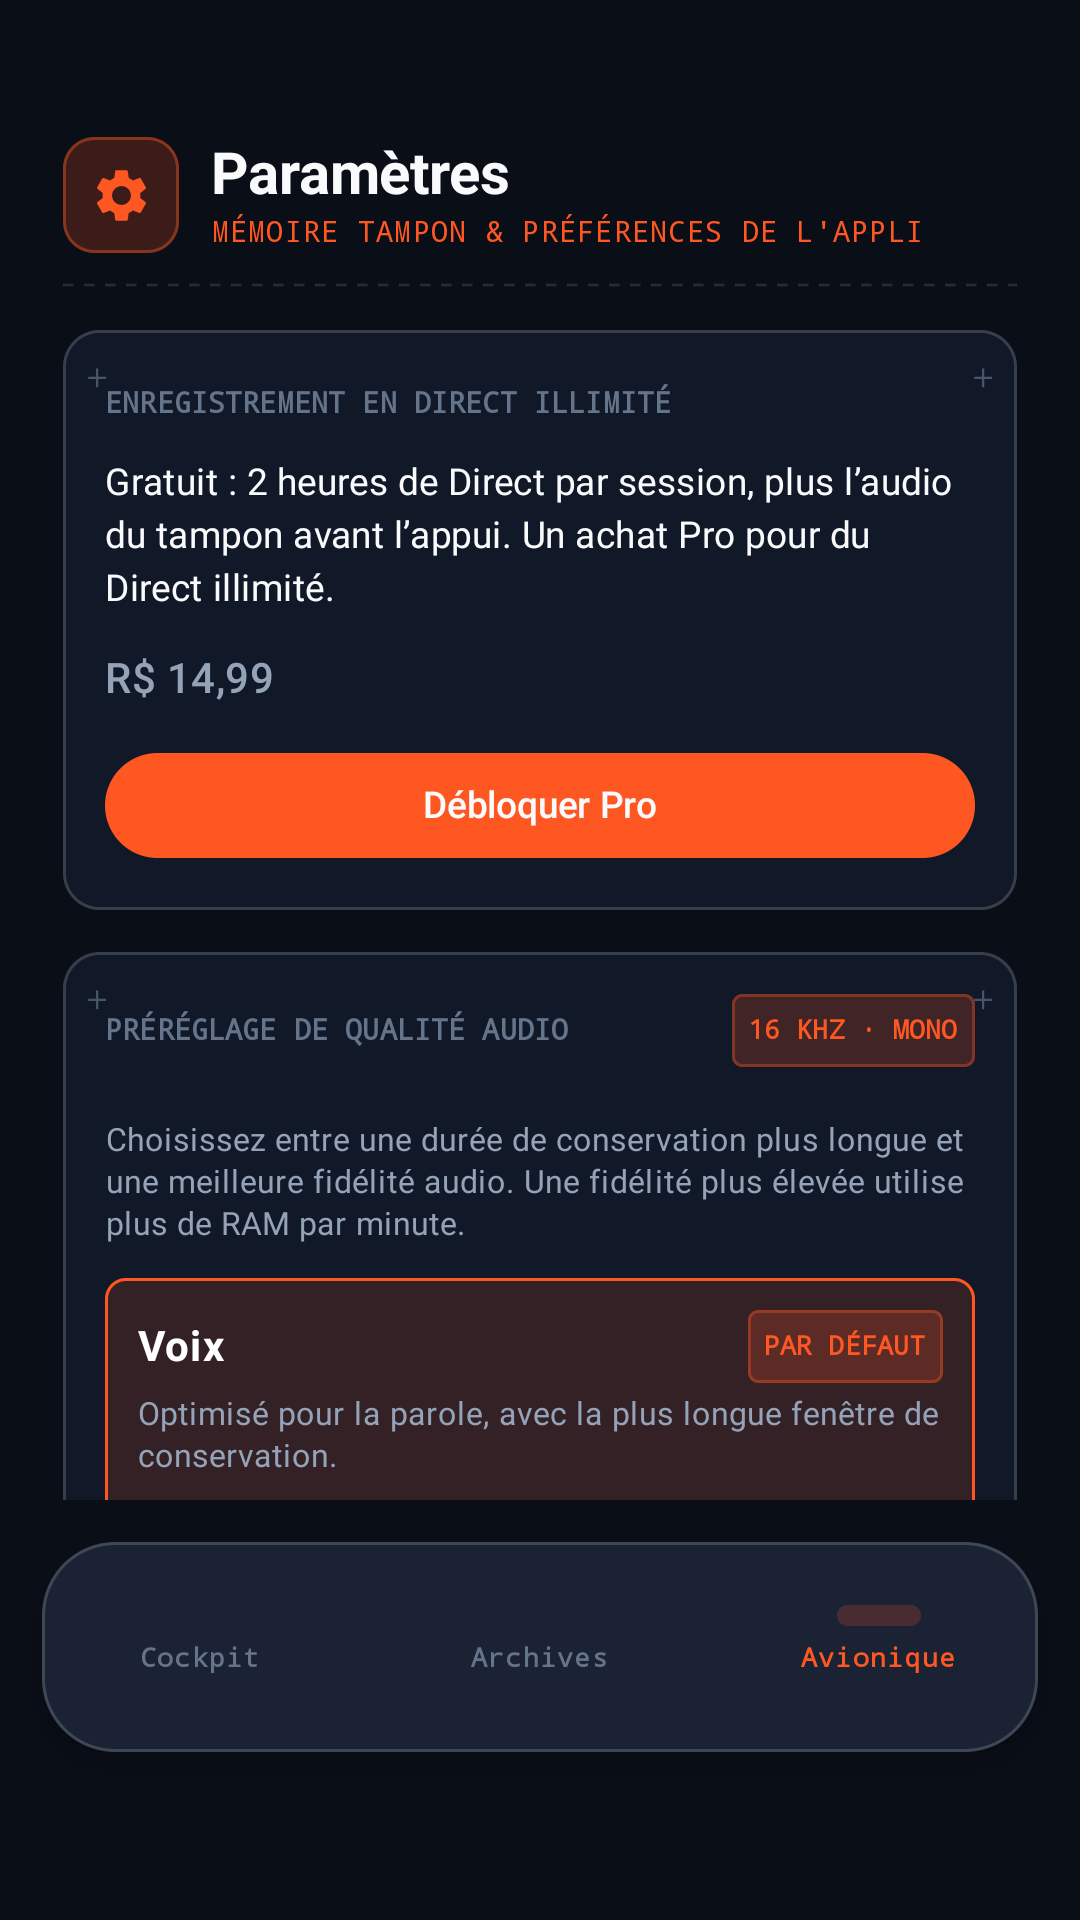 Paramètres
MÉMOIRE TAMPON & PRÉFÉRENCES DE L'APPLI
ENREGISTREMENT EN DIRECT ILLIMITÉ
Gratuit : 2 heures de Direct par session, plus l’audio
du tampon avant l’appui. Un achat Pro pour du
Direct illimité.
R$ 14,99
Débloquer Pro
PRÉRÉGLAGE DE QUALITÉ AUDIO
16 KHZ · MONO
Choisissez entre une durée de conservation plus longue et
une meilleure fidélité audio. Une fidélité plus élevée utilise
plus de RAM par minute.
Voix
PAR DÉFAUT
Optimisé pour la parole, avec la plus longue fenêtre de
conservation.
Cockpit
Archives
Avionique